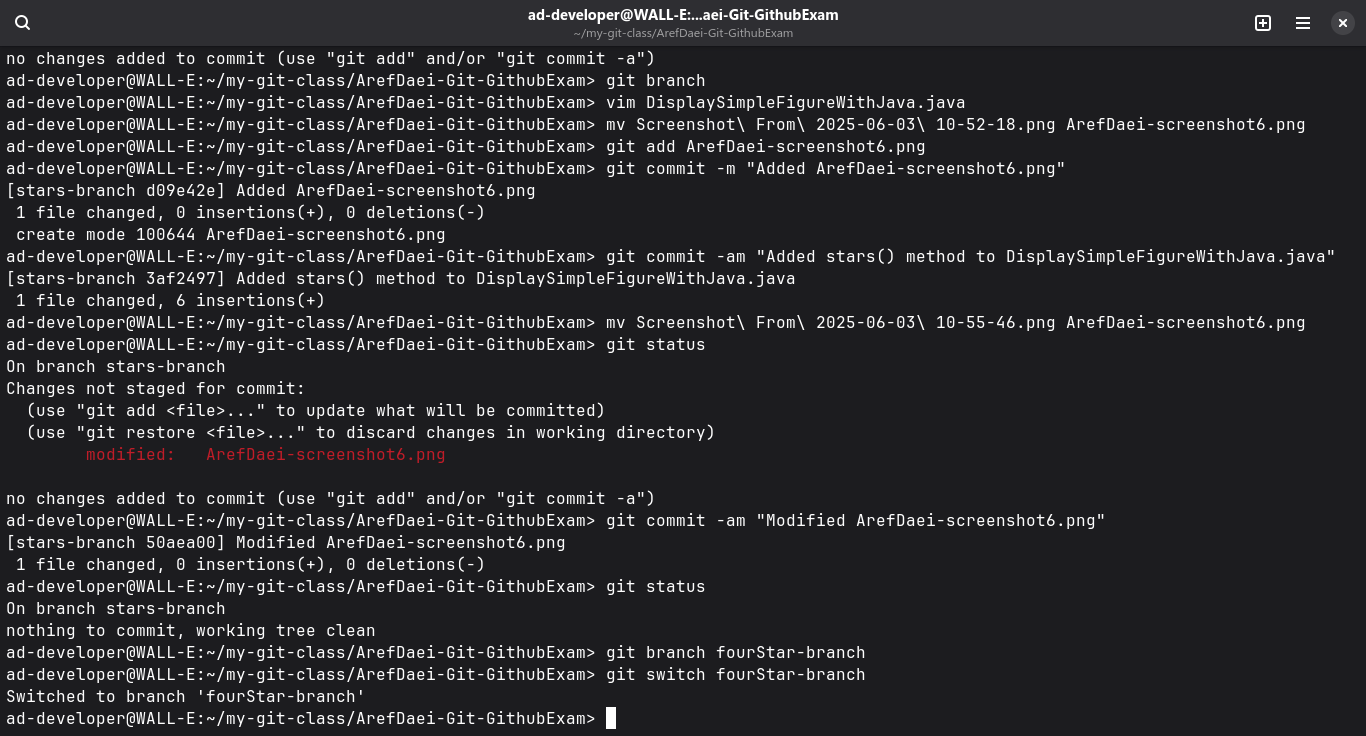 ad-developer@WALL-E:...aei-Git-GithubExam
~/my-git-class/ArefDaei-Git-GithubExam
no changes added to commit (use "git add" and/or "git commit -a")
ad-developer@WALL-E:~/my-git-class/ArefDaei-Git-GithubExam> git branch
ad-developer@WALL-E:~/my-git-class/ArefDaei-Git-GithubExam> vim DisplaySimpleFigureWithJava.java
ad-developer@WALL-E:~/my-git-class/ArefDaei-Git-GithubExam> mv Screenshot\ From\ 2025-06-03\ 10-52-18.png ArefDaei-screenshot6.png
ad-developer@WALL-E:~/my-git-class/ArefDaei-Git-GithubExam> git add ArefDaei-screenshot6.png
ad-developer@WALL-E:~/my-git-class/ArefDaei-Git-GithubExam> git commit -m "Added ArefDaei-screenshot6.png"
[stars-branch d09e42e] Added ArefDaei-screenshot6.png
 1 file changed, 0 insertions(+), 0 deletions(-)
 create mode 100644 ArefDaei-screenshot6.png
ad-developer@WALL-E:~/my-git-class/ArefDaei-Git-GithubExam> git commit -am "Added stars() method to DisplaySimpleFigureWithJava.java"
[stars-branch 3af2497] Added stars() method to DisplaySimpleFigureWithJava.java
 1 file changed, 6 insertions(+)
ad-developer@WALL-E:~/my-git-class/ArefDaei-Git-GithubExam> mv Screenshot\ From\ 2025-06-03\ 10-55-46.png ArefDaei-screenshot6.png
ad-developer@WALL-E:~/my-git-class/ArefDaei-Git-GithubExam> git status
On branch stars-branch
Changes not staged for commit:
  (use "git add <file>..." to update what will be committed)
  (use "git restore <file>..." to discard changes in working directory)
        modified:   ArefDaei-screenshot6.png

no changes added to commit (use "git add" and/or "git commit -a")
ad-developer@WALL-E:~/my-git-class/ArefDaei-Git-GithubExam> git commit -am "Modified ArefDaei-screenshot6.png"
[stars-branch 50aea00] Modified ArefDaei-screenshot6.png
 1 file changed, 0 insertions(+), 0 deletions(-)
ad-developer@WALL-E:~/my-git-class/ArefDaei-Git-GithubExam> git status
On branch stars-branch
nothing to commit, working tree clean
ad-developer@WALL-E:~/my-git-class/ArefDaei-Git-GithubExam> git branch fourStar-branch
ad-developer@WALL-E:~/my-git-class/ArefDaei-Git-GithubExam> git switch fourStar-branch
Switched to branch 'fourStar-branch'
ad-developer@WALL-E:~/my-git-class/ArefDaei-Git-GithubExam>